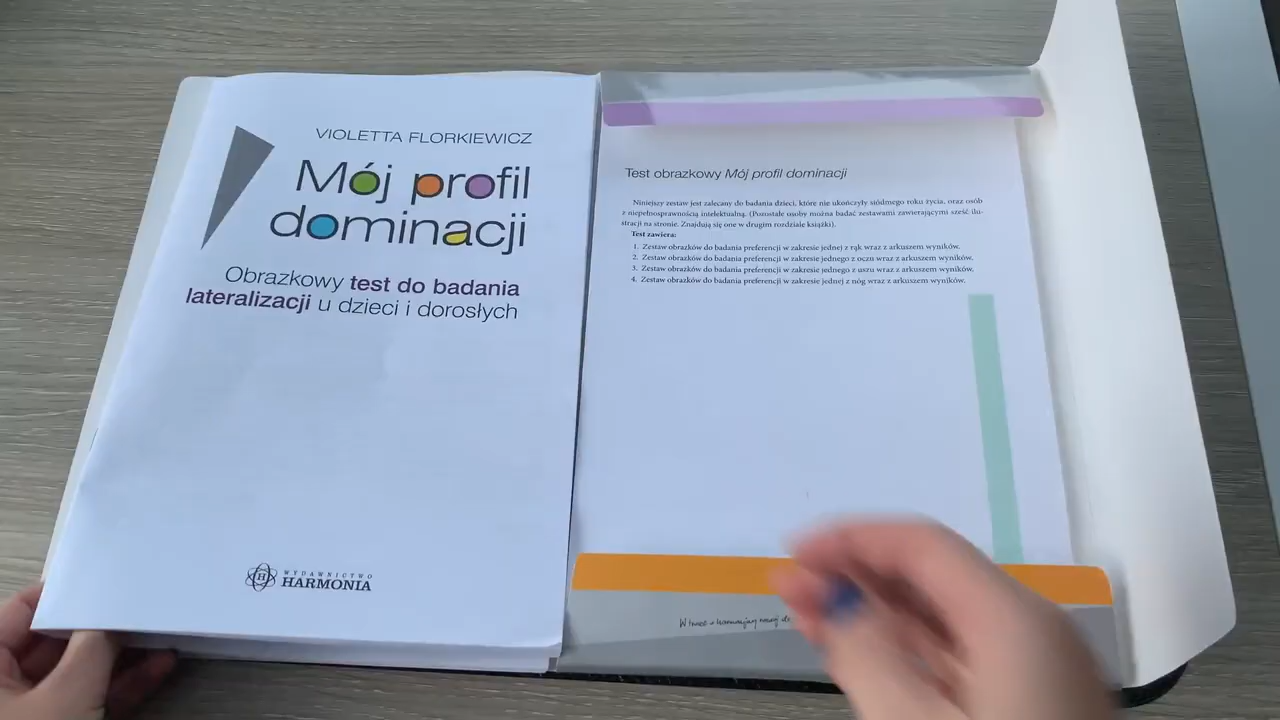 VIOLETTA FLORKIEWICZ
Mój profil
dominacji
Obrazkowy test do badania
lateralizacji u dzieci i dorosłych
WYDAWNICTWO
HARMONIA
Test obrazkowy Mój profil dominacji
Niniejszy zestaw jest zalecany do badania dzieci, które nie ukończyły siódmego roku życia, oraz osób
z niepełnosprawnością intelektualną. (Pozostałe osoby można badać zestawami zawierającymi sześć ilu-
stracji na stronie. Znajdują się one w drugim rozdziale książki).
Test zawiera:
1. Zestaw obrazków do badania preferencji w zakresie jednej z rąk wraz z arkuszem wyników.
2. Zestaw obrazków do badania preferencji w zakresie jednego z oczu wraz z arkuszem wyników.
3. Zestaw obrazków do badania preferencji w zakresie jednego z uszu wraz z arkuszem wyników.
4. Zestaw obrazków do badania preferencji w zakresie jednej z nóg wraz z arkuszem wyników.